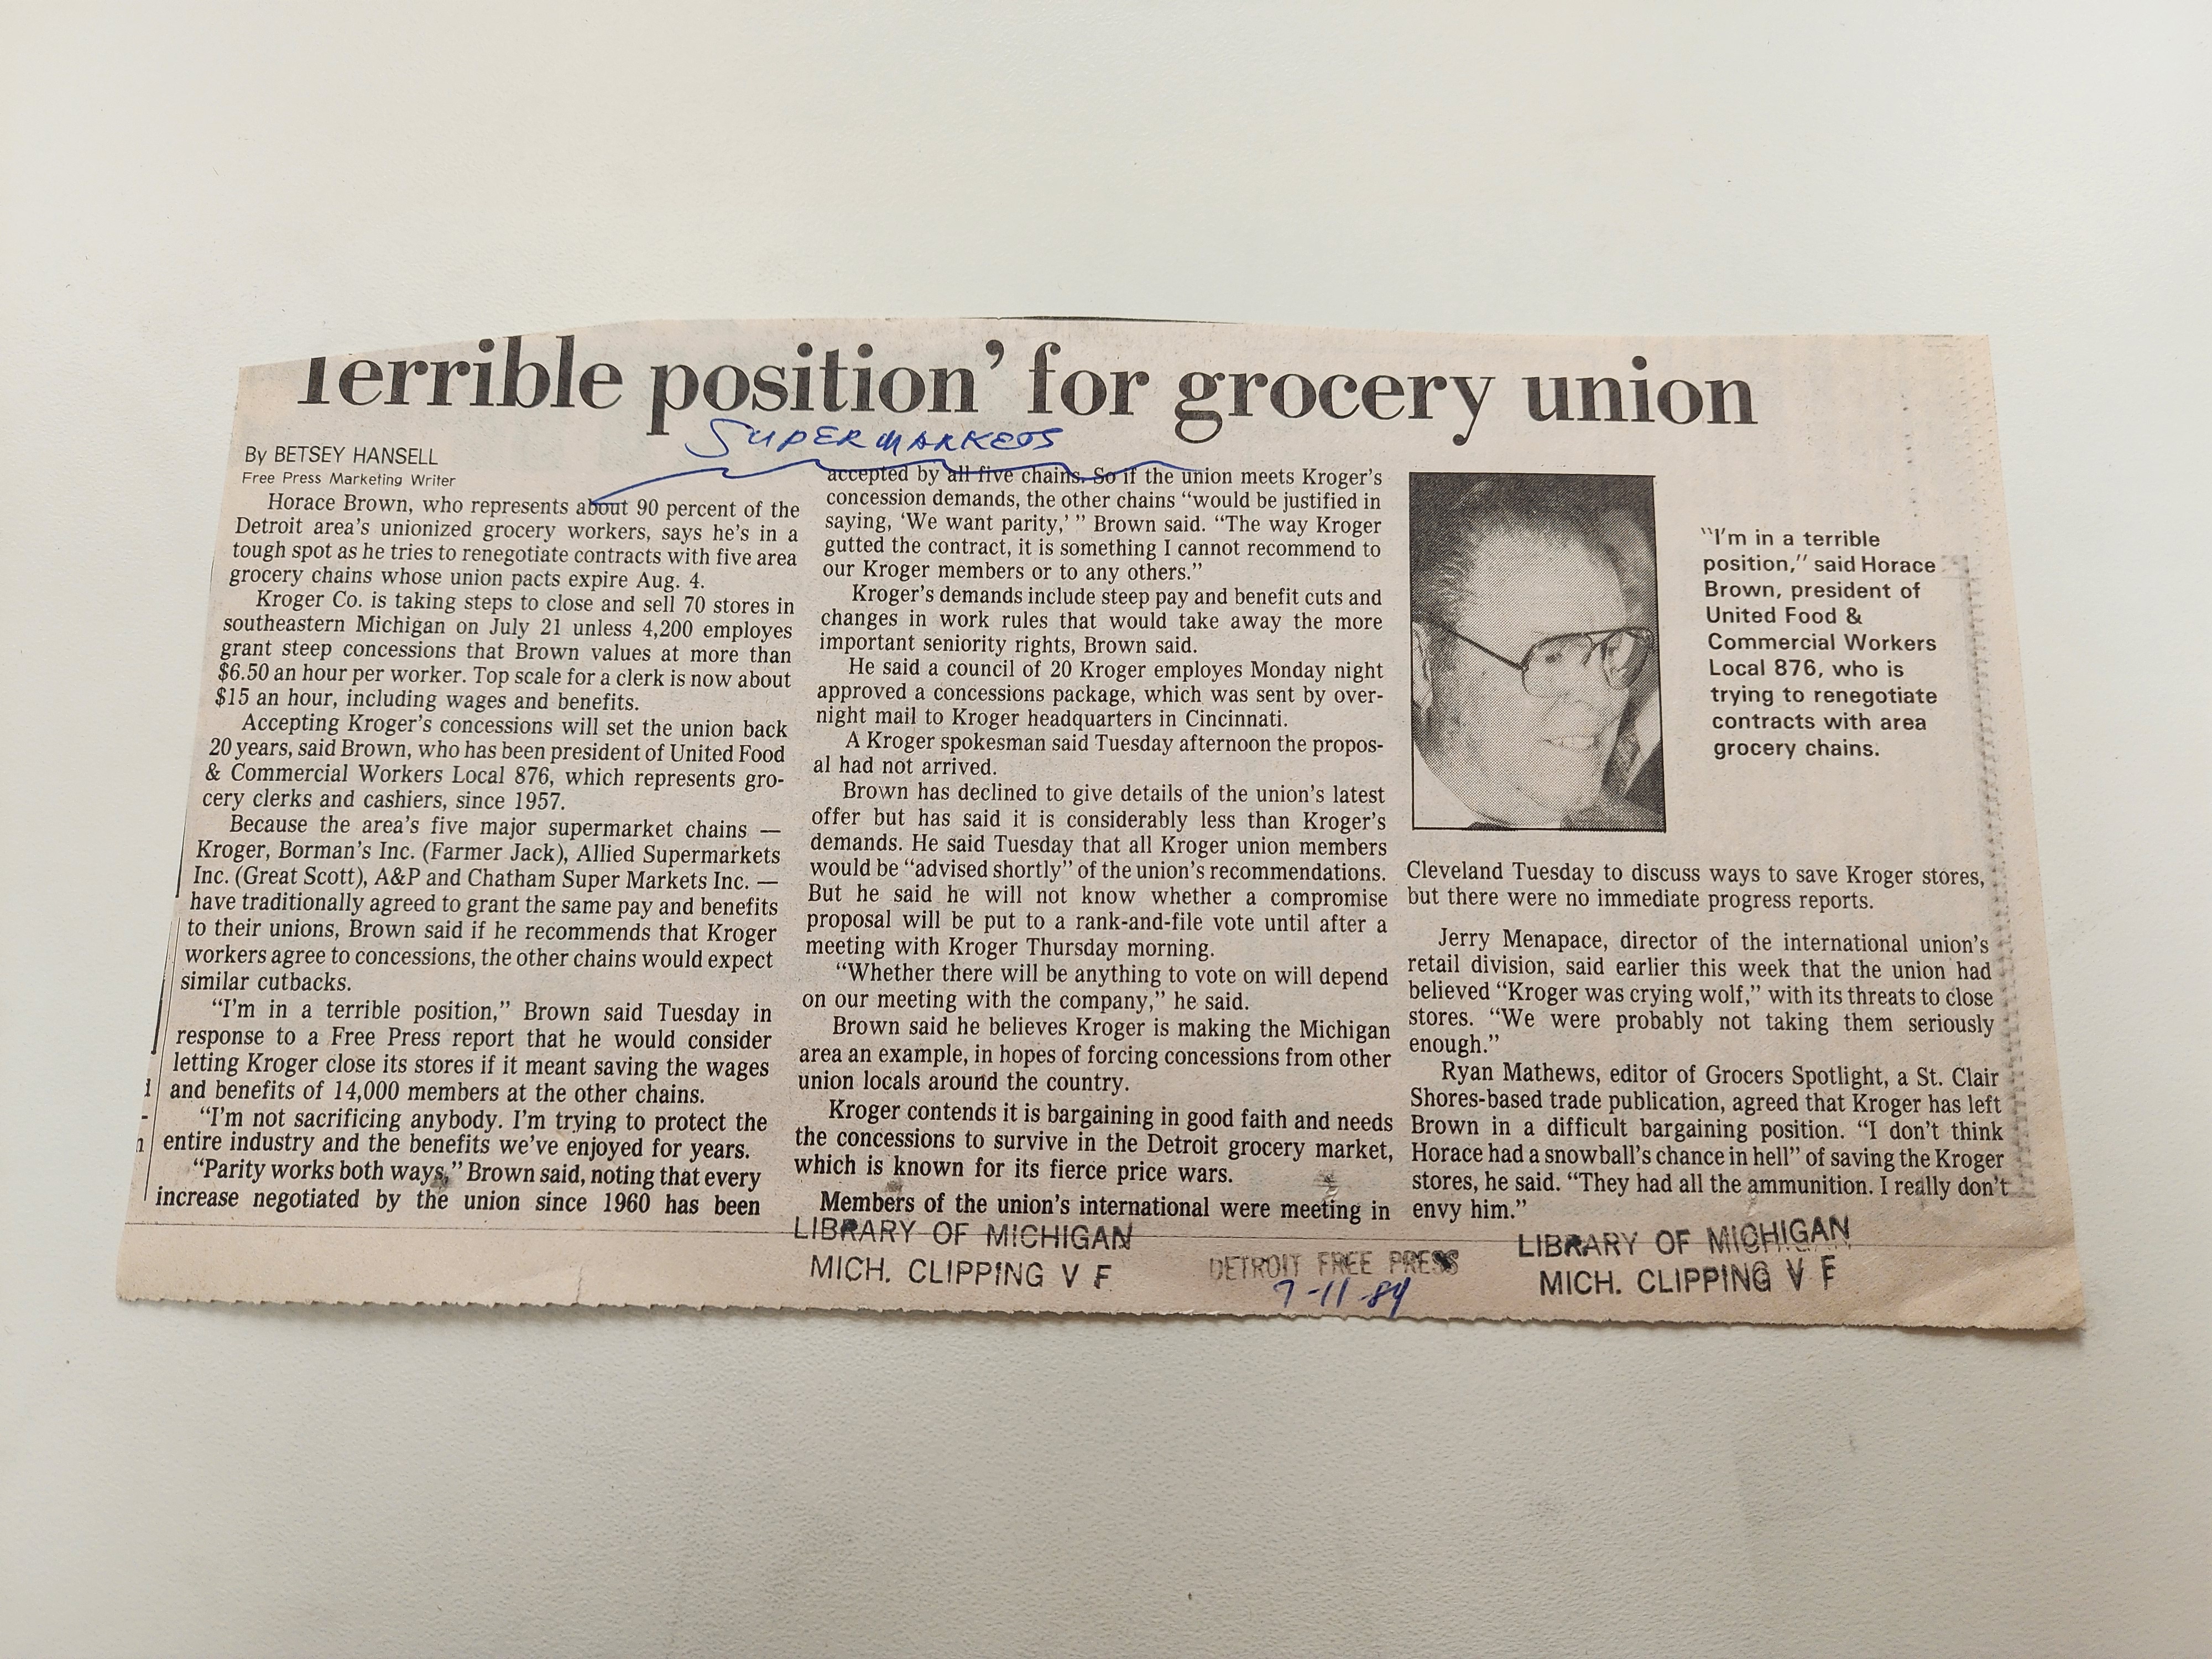 Terrible position’ for grocery union
SUPERMARKETS
By BETSEY HANSELL
Free Press Marketing Writer
Horace Brown, who represents about 90 percent of the
Detroit area’s unionized grocery workers, says he’s in a
tough spot as he tries to renegotiate contracts with five area
grocery chains whose union pacts expire Aug. 4.
Kroger Co. is taking steps to close and sell 70 stores in
southeastern Michigan on July 21 unless 4,200 employes
grant steep concessions that Brown values at more than
$6.50 an hour per worker. Top scale for a clerk is now about
$15 an hour, including wages and benefits.
Accepting Kroger’s concessions will set the union back
20 years, said Brown, who has been president of United Food
& Commercial Workers Local 876, which represents gro-
cery clerks and cashiers, since 1957.
Because the area’s five major supermarket chains —
Kroger, Borman’s Inc. (Farmer Jack), Allied Supermarkets
Inc. (Great Scott), A&P and Chatham Super Markets Inc. —
have traditionally agreed to grant the same pay and benefits
to their unions, Brown said if he recommends that Kroger
workers agree to concessions, the other chains would expect
similar cutbacks.
“I’m in a terrible position,” Brown said Tuesday in
response to a Free Press report that he would consider
letting Kroger close its stores if it meant saving the wages
and benefits of 14,000 members at the other chains.
“I’m not sacrificing anybody. I’m trying to protect the
entire industry and the benefits we’ve enjoyed for years.
“Parity works both ways,” Brown said, noting that every
increase negotiated by the union since 1960 has been
accepted by all five chains. So if the union meets Kroger’s
concession demands, the other chains “would be justified in
saying, ‘We want parity,’ ” Brown said. “The way Kroger
gutted the contract, it is something I cannot recommend to
our Kroger members or to any others.”
Kroger’s demands include steep pay and benefit cuts and
changes in work rules that would take away the more
important seniority rights, Brown said.
He said a council of 20 Kroger employes Monday night
approved a concessions package, which was sent by over-
night mail to Kroger headquarters in Cincinnati.
A Kroger spokesman said Tuesday afternoon the propos-
al had not arrived.
Brown has declined to give details of the union’s latest
offer but has said it is considerably less than Kroger’s
demands. He said Tuesday that all Kroger union members
would be “advised shortly” of the union’s recommendations.
But he said he will not know whether a compromise
proposal will be put to a rank-and-file vote until after a
meeting with Kroger Thursday morning.
“Whether there will be anything to vote on will depend
on our meeting with the company,” he said.
Brown said he believes Kroger is making the Michigan
area an example, in hopes of forcing concessions from other
union locals around the country.
Kroger contends it is bargaining in good faith and needs
the concessions to survive in the Detroit grocery market,
which is known for its fierce price wars.
Members of the union’s international were meeting in
“I’m in a terrible
position,” said Horace
Brown, president of
United Food &
Commercial Workers
Local 876, who is
trying to renegotiate
contracts with area
grocery chains.
Cleveland Tuesday to discuss ways to save Kroger stores,
but there were no immediate progress reports.
Jerry Menapace, director of the international union’s
retail division, said earlier this week that the union had
believed “Kroger was crying wolf,” with its threats to close
stores. “We were probably not taking them seriously
enough.”
Ryan Mathews, editor of Grocers Spotlight, a St. Clair
Shores-based trade publication, agreed that Kroger has left
Brown in a difficult bargaining position. “I don’t think
Horace had a snowball’s chance in hell” of saving the Kroger
stores, he said. “They had all the ammunition. I really don’t
envy him.”
LIBRARY OF MICHIGAN
MICH. CLIPPING V F
DETROIT FREE PRESS
7-11-84
LIBRARY OF MICHIGAN
MICH. CLIPPING V F